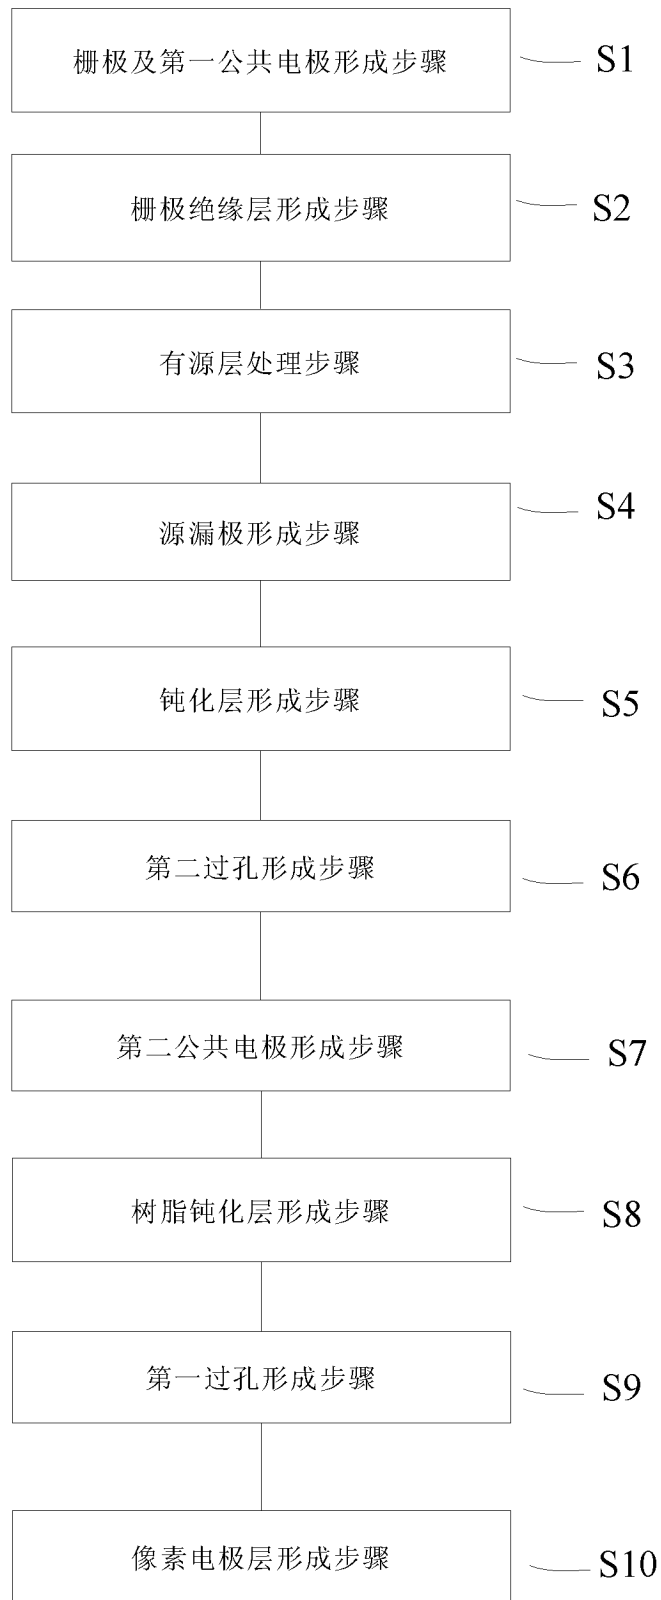 栅极及第一公共电极形成步骤 S1
栅极绝缘层形成步骤 S2
有源层处理步骤 S3
源漏极形成步骤 S4
钝化层形成步骤 S5
第二过孔形成步骤 S6
第二公共电极形成步骤 S7
树脂钝化层形成步骤 S8
第一过孔形成步骤 S9
像素电极层形成步骤 S10